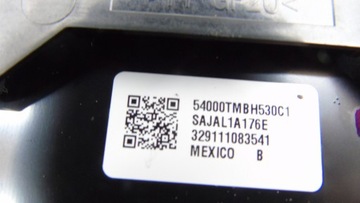 54000TMBH530C1
SAJAL1A176E
329111083541
MEXICO B